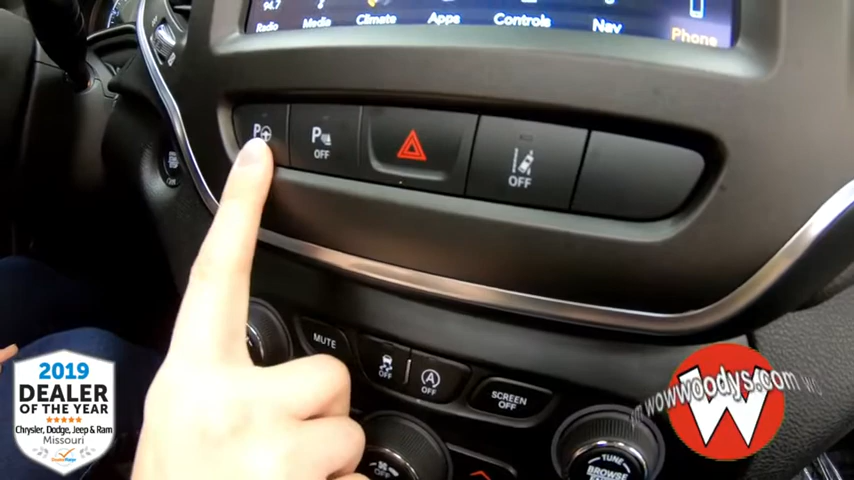 94.7
Radio Media Climate Apps Controls Nav Phone
P P
OFF OFF
MUTE
OFF
A
OFF
SCREEN
OFF
OFF
TUNE
BROWSE
2019
DEALER
OF THE YEAR
Missouri
Chrysler, Dodge, Jeep & Ram
wowwoodys.com
W